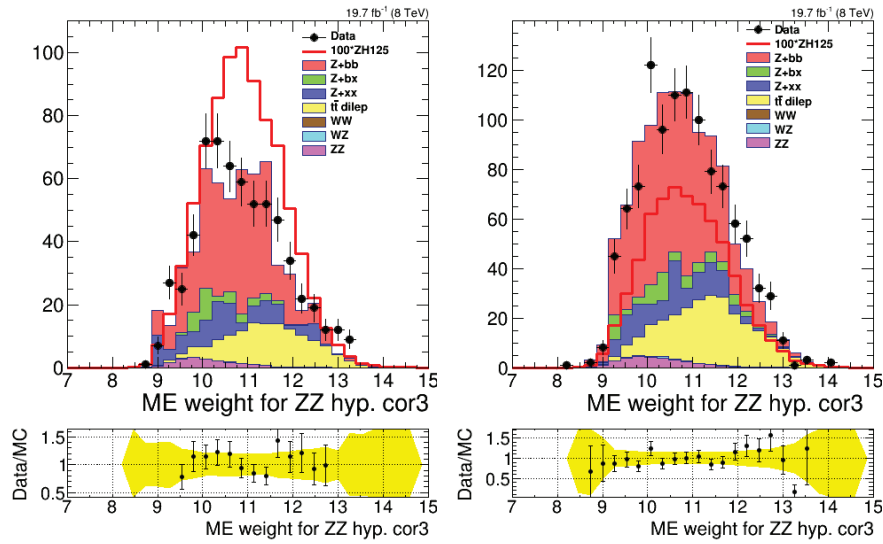 19.7 fb-1 (8 TeV)
Data
100*ZH125
Z+bb
Z+bx
Z+xx
tt̄ dilep
WW
WZ
ZZ
100
80
60
40
20
0
7 8 9 10 11 12 13 14 15
ME weight for ZZ hyp. cor3
Data/MC
1.5
1
0.5
7 8 9 10 11 12 13 14 15
ME weight for ZZ hyp. cor3
19.7 fb-1 (8 TeV)
Data
100*ZH125
Z+bb
Z+bx
Z+xx
tt̄ dilep
WW
WZ
ZZ
120
100
80
60
40
20
0
7 8 9 10 11 12 13 14 15
ME weight for ZZ hyp. cor3
Data/MC
1.5
1
0.5
7 8 9 10 11 12 13 14 15
ME weight for ZZ hyp. cor3